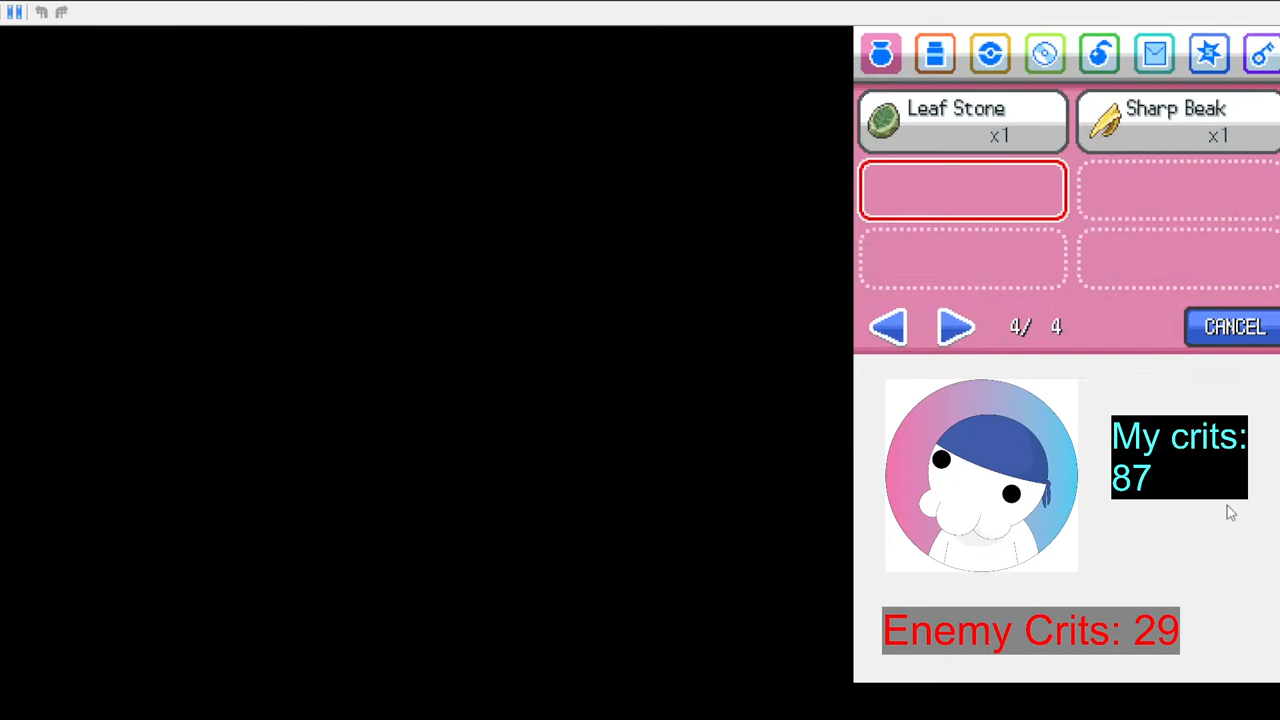 Leaf Stone
x1
Sharp Beak
x1
4/ 4
CANCEL
My crits:
87
Enemy Crits: 29